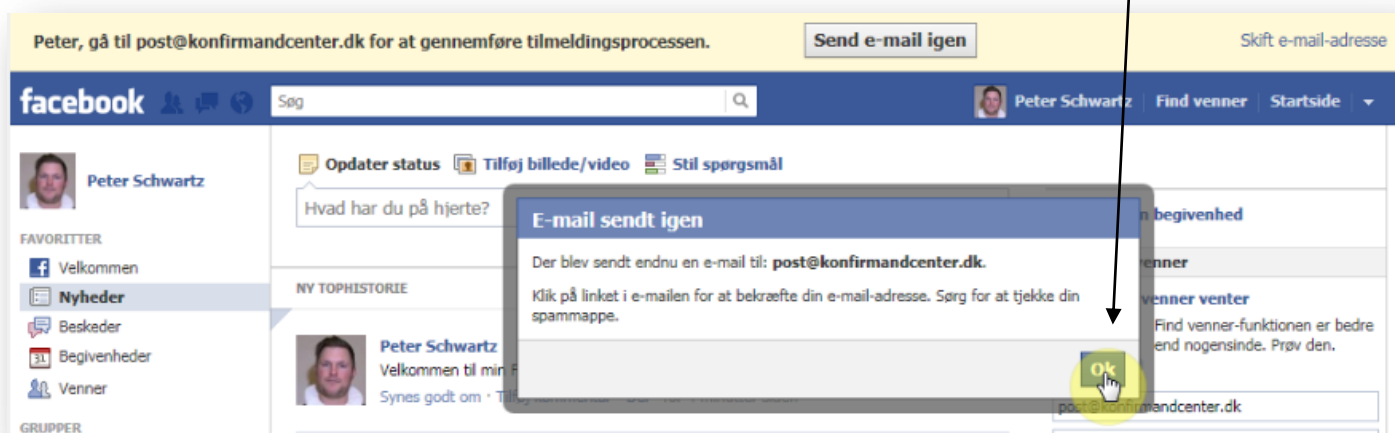 Peter, gå til post@konfirmandcenter.dk for at gennemføre tilmeldingsprocessen.
Send e-mail igen
Skift e-mail-adresse
facebook
Søg
Peter Schwartz
Find venner
Startside
Peter Schwartz
FAVORITTER
Velkommen
Nyheder
Beskeder
31 Begivenheder
Venner
GRUPPER
Opdater status
Tilføj billede/video
Stil spørgsmål
Hvad har du på hjerte?
NY TOPHISTORIE
Peter Schwartz
Velkommen til min
Synes godt om ·
E-mail sendt igen
Der blev sendt endnu en e-mail til: post@konfirmandcenter.dk.
Klik på linket i e-mailen for at bekræfte din e-mail-adresse. Sørg for at tjekke din
spammappe.
Ok
begivenhed
venner venter
Find venner-funktionen er bedre
end nogensinde. Prøv den.
post@konfirmandcenter.dk